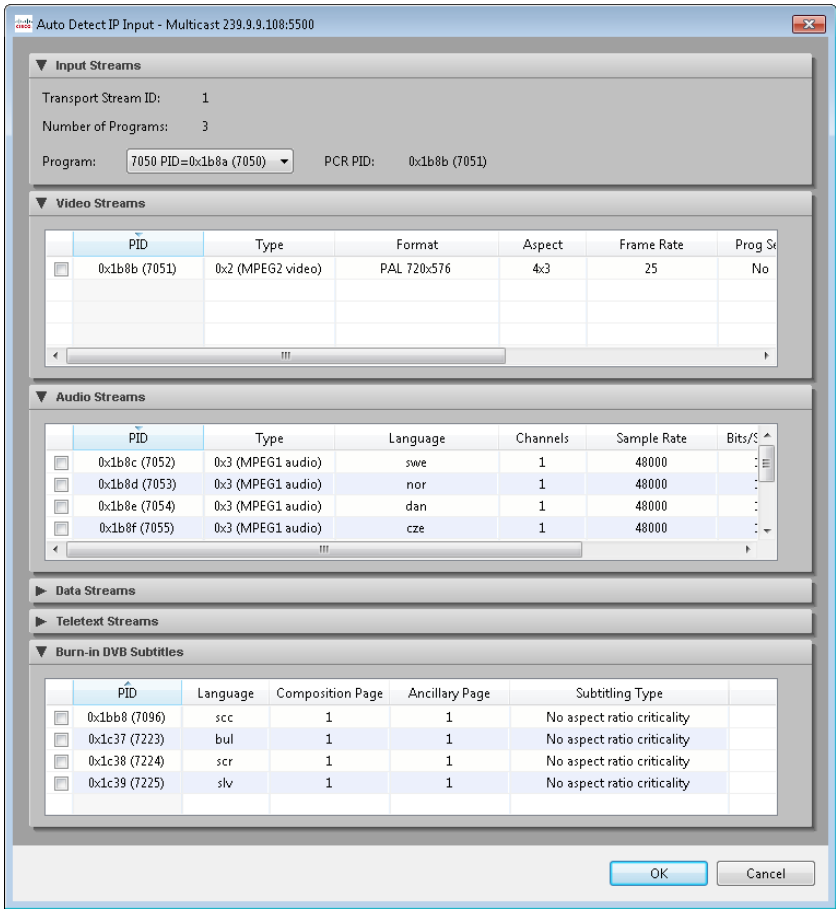 cisco Auto Detect IP Input - Multicast 239.9.9.108:5500
Input Streams
Transport Stream ID: 1
Number of Programs: 3
Program: 7050 PID=0x1b8a (7050) PCR PID: 0x1b8b (7051)
Video Streams
PID Type Format Aspect Frame Rate Prog Se
0x1b8b (7051) 0x2 (MPEG2 video) PAL 720x576 4x3 25 No
Audio Streams
PID Type Language Channels Sample Rate Bits/S
0x1b8c (7052) 0x3 (MPEG1 audio) swe 1 48000
0x1b8d (7053) 0x3 (MPEG1 audio) nor 1 48000
0x1b8e (7054) 0x3 (MPEG1 audio) dan 1 48000
0x1b8f (7055) 0x3 (MPEG1 audio) cze 1 48000
Data Streams
Teletext Streams
Burn-in DVB Subtitles
PID Language Composition Page Ancillary Page Subtitling Type
0x1bb8 (7096) scc 1 1 No aspect ratio criticality
0x1c37 (7223) bul 1 1 No aspect ratio criticality
0x1c38 (7224) scr 1 1 No aspect ratio criticality
0x1c39 (7225) slv 1 1 No aspect ratio criticality
OK Cancel